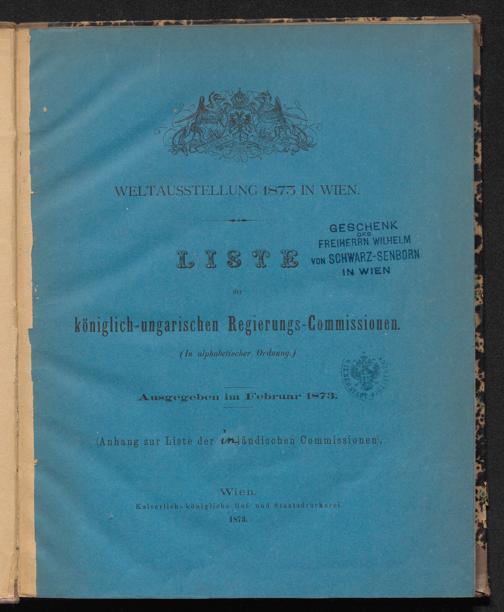 WELTAUSSTELLUNG 1873 IN WIEN.
LISTE
der
königlich-ungarischen Regierungs-Commissionen.
(In alphabetischer Ordnung.)
Ausgegeben im Februar 1873.
(Anhang zur Liste der inländischen Commissionen).
Wien.
Kaiserlich-königliche Hof- und Staatsdruckerei.
1873.
GESCHENK
DES
FREIHERRN WILHELM
VON SCHWARZ-SENBORN
IN WIEN